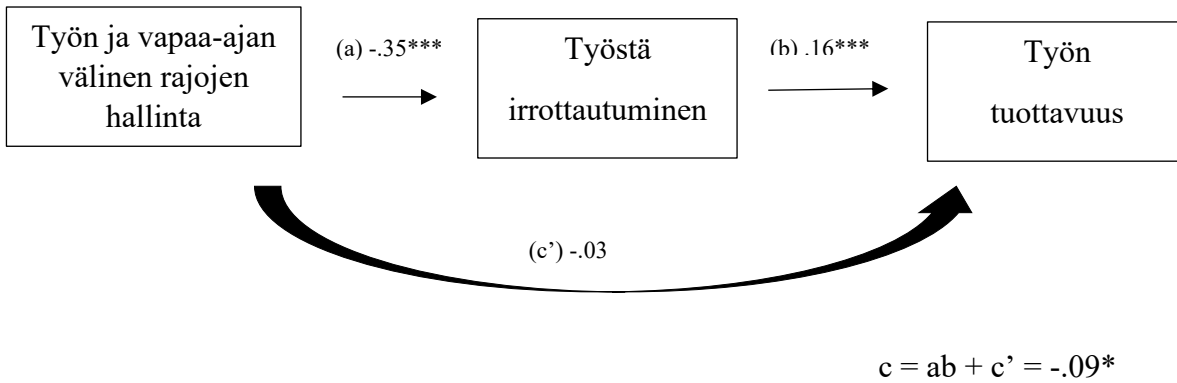 Työn ja vapaa-ajan
välinen rajojen
hallinta
(a) -.35***
Työstä
irrottautuminen
(b) .16***
Työn
tuottavuus
(c’) -.03
c = ab + c’ = -.09*